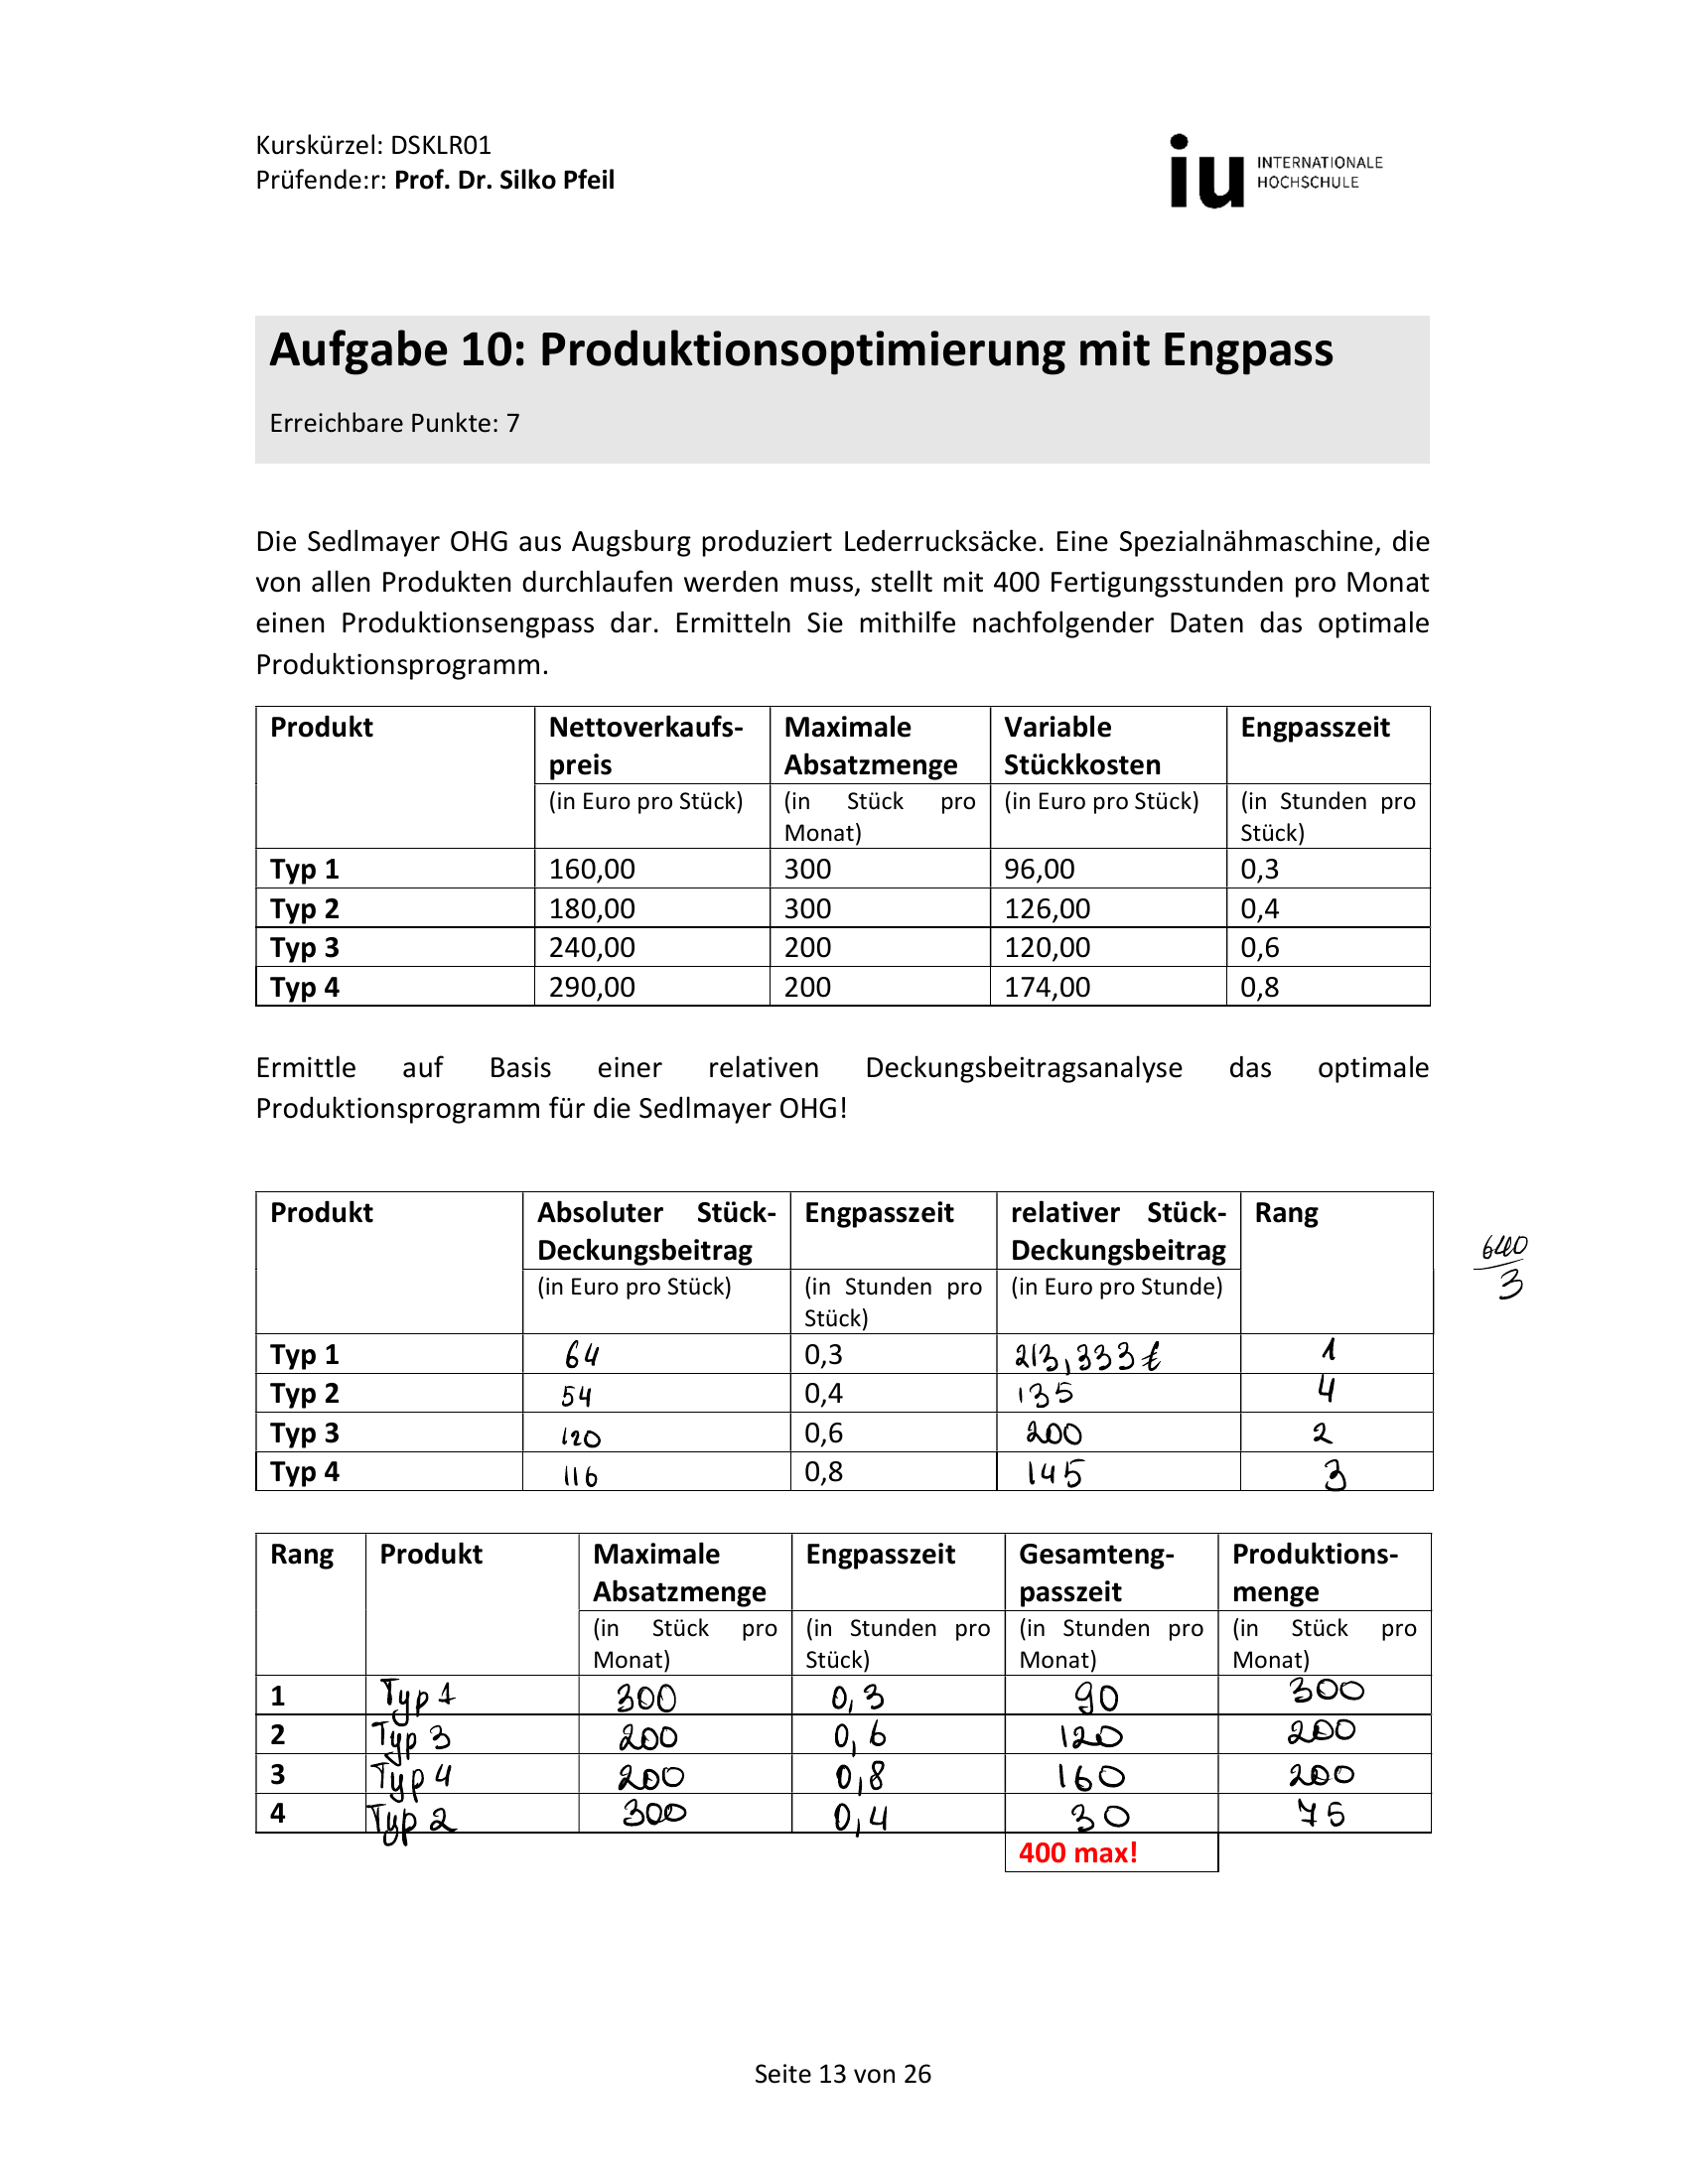 Kurskürzel: DSKLR01
Prüfende:r: Prof. Dr. Silko Pfeil
iu INTERNATIONALE
HOCHSCHULE
Aufgabe 10: Produktionsoptimierung mit Engpass
Erreichbare Punkte: 7
Die Sedlmayer OHG aus Augsburg produziert Lederrucksäcke. Eine Spezialnähmaschine, die
von allen Produkten durchlaufen werden muss, stellt mit 400 Fertigungsstunden pro Monat
einen Produktionsengpass dar. Ermitteln Sie mithilfe nachfolgender Daten das optimale
Produktionsprogramm.
Produkt Nettoverkaufs- Maximale Variable Engpasszeit
preis Absatzmenge Stückkosten
(in Euro pro Stück) (in Stück pro (in Euro pro Stück) (in Stunden pro
Monat) Stück)
Typ 1 160,00 300 96,00 0,3
Typ 2 180,00 300 126,00 0,4
Typ 3 240,00 200 120,00 0,6
Typ 4 290,00 200 174,00 0,8
Ermittle auf Basis einer relativen Deckungsbeitragsanalyse das optimale
Produktionsprogramm für die Sedlmayer OHG!
Produkt Absoluter Stück- Engpasszeit relativer Stück- Rang
Deckungsbeitrag Deckungsbeitrag
640
3
(in Euro pro Stück) (in Stunden pro (in Euro pro Stunde)
Stück)
Typ 1 64 0,3 213,333€ 1
Typ 2 54 0,4 135 4
Typ 3 120 0,6 200 2
Typ 4 116 0,8 145 3
Rang Produkt Maximale Engpasszeit Gesamteng- Produktions-
Absatzmenge passzeit menge
(in Stück pro (in Stunden pro (in Stunden pro (in Stück pro
Monat) Stück) Monat) Monat)
1 Typ 1 300 0,3 90 300
2 Typ 3 200 0,6 120 200
3 Typ 4 200 0,8 160 200
4 Typ 2 300 0,4 30 75
400 max!
Seite 13 von 26